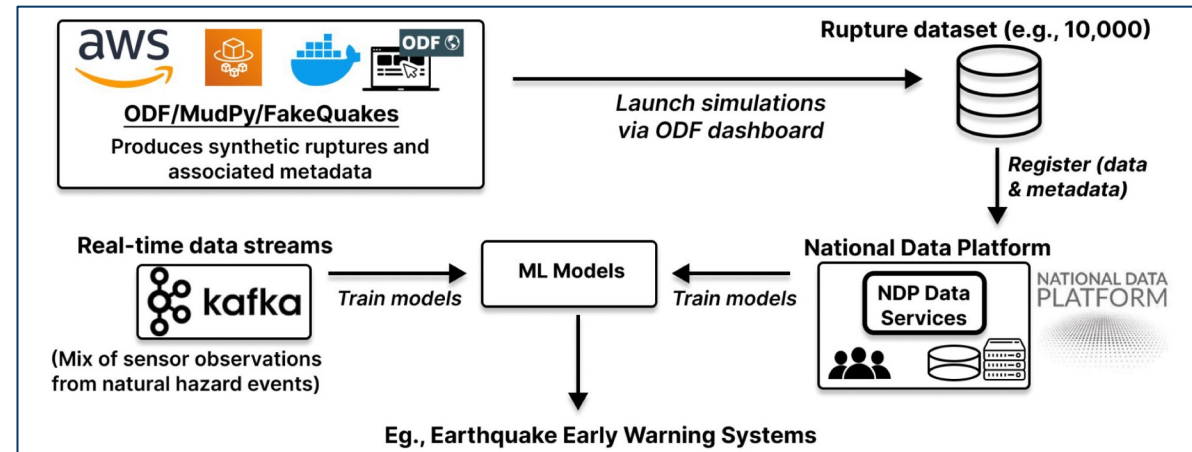 aws
ODF
ODF/MudPy/FakeQuakes
Produces synthetic ruptures and
associated metadata
Launch simulations
via ODF dashboard
Rupture dataset (e.g., 10,000)
Register (data
& metadata)
Real-time data streams
kafka
(Mix of sensor observations
from natural hazard events)
Train models
ML Models
Train models
National Data Platform
NDP Data
Services
NATIONAL DATA
PLATFORM
Eg., Earthquake Early Warning Systems